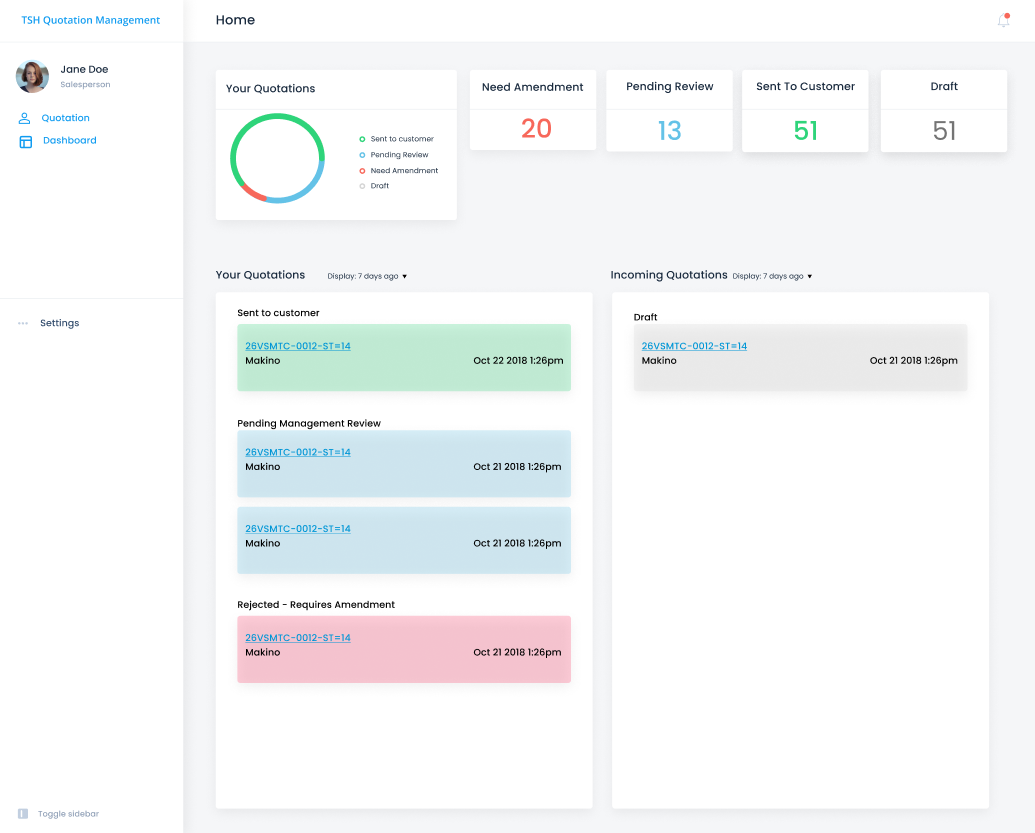 TSH Quotation Management
Home
Jane Doe
Salesperson
Quotation
Dashboard
Settings
Toggle sidebar
Your Quotations
Sent to customer
Pending Review
Need Amendment
Draft
Need Amendment
20
Pending Review
13
Sent To Customer
51
Draft
51
Your Quotations
Display: 7 days ago ▼
Sent to customer
26VSMTC-0012-ST=14
Makino
Oct 22 2018 1:26pm
Pending Management Review
26VSMTC-0012-ST=14
Makino
Oct 21 2018 1:26pm
26VSMTC-0012-ST=14
Makino
Oct 21 2018 1:26pm
Rejected - Requires Amendment
26VSMTC-0012-ST=14
Makino
Oct 21 2018 1:26pm
Incoming Quotations
Display: 7 days ago ▼
Draft
26VSMTC-0012-ST=14
Makino
Oct 21 2018 1:26pm